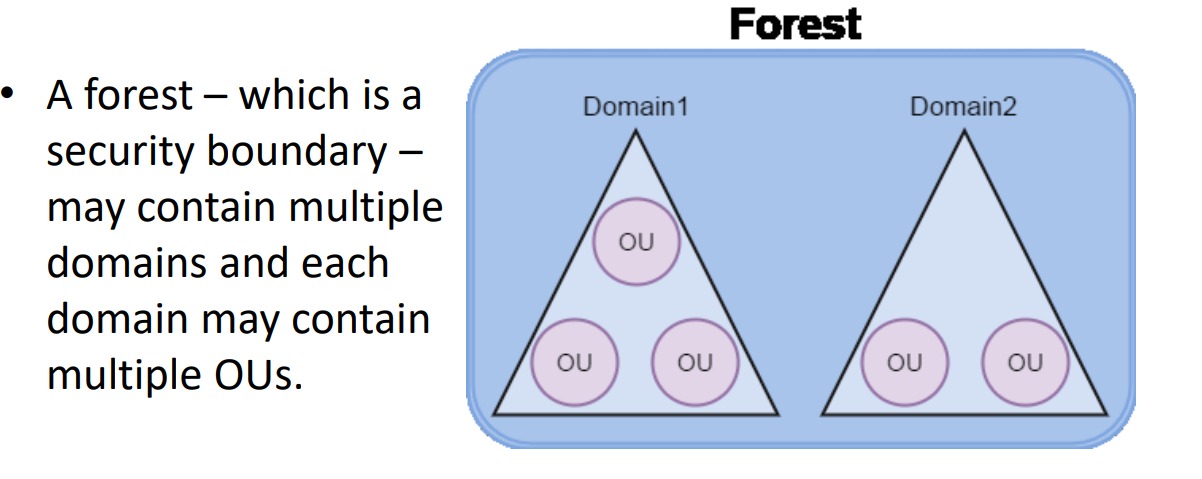 • A forest – which is a
security boundary –
may contain multiple
domains and each
domain may contain
multiple OUs.
Forest
Domain1
Domain2
OU
OU
OU
OU
OU